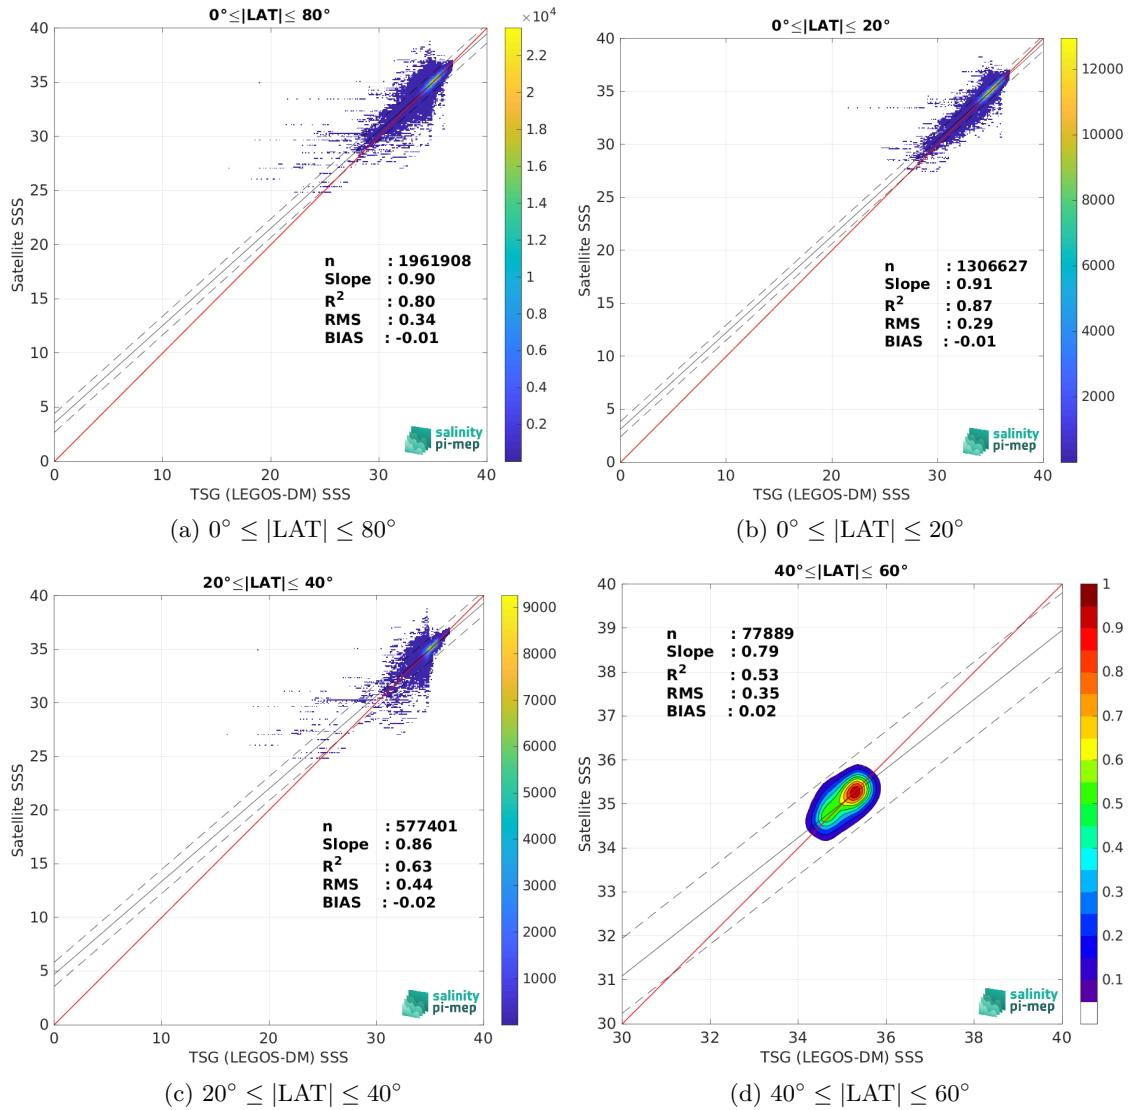 0°≤|LAT|≤ 80°
×10⁴
40
35
30
25
20
15
10
5
0
Satellite SSS
n : 1961908
Slope : 0.90
R² : 0.80
RMS : 0.34
BIAS : -0.01
salinity
pi-mep
0 10 20 30 40
TSG (LEGOS-DM) SSS
2.2
2
1.8
1.6
1.4
1.2
1
0.8
0.6
0.4
0.2
(a) 0° ≤ |LAT| ≤ 80°
0°≤|LAT|≤ 20°
40
35
30
25
20
15
10
5
0
Satellite SSS
n : 1306627
Slope : 0.91
R² : 0.87
RMS : 0.29
BIAS : -0.01
salinity
pi-mep
0 10 20 30 40
TSG (LEGOS-DM) SSS
12000
10000
8000
6000
4000
2000
(b) 0° ≤ |LAT| ≤ 20°
20°≤|LAT|≤ 40°
40
35
30
25
20
15
10
5
0
Satellite SSS
n : 577401
Slope : 0.86
R² : 0.63
RMS : 0.44
BIAS : -0.02
salinity
pi-mep
0 10 20 30 40
TSG (LEGOS-DM) SSS
9000
8000
7000
6000
5000
4000
3000
2000
1000
(c) 20° ≤ |LAT| ≤ 40°
40°≤|LAT|≤ 60°
40
39
38
37
36
35
34
33
32
31
30
Satellite SSS
n : 77889
Slope : 0.79
R² : 0.53
RMS : 0.35
BIAS : 0.02
salinity
pi-mep
30 32 34 36 38 40
TSG (LEGOS-DM) SSS
1
0.9
0.8
0.7
0.6
0.5
0.4
0.3
0.2
0.1
(d) 40° ≤ |LAT| ≤ 60°